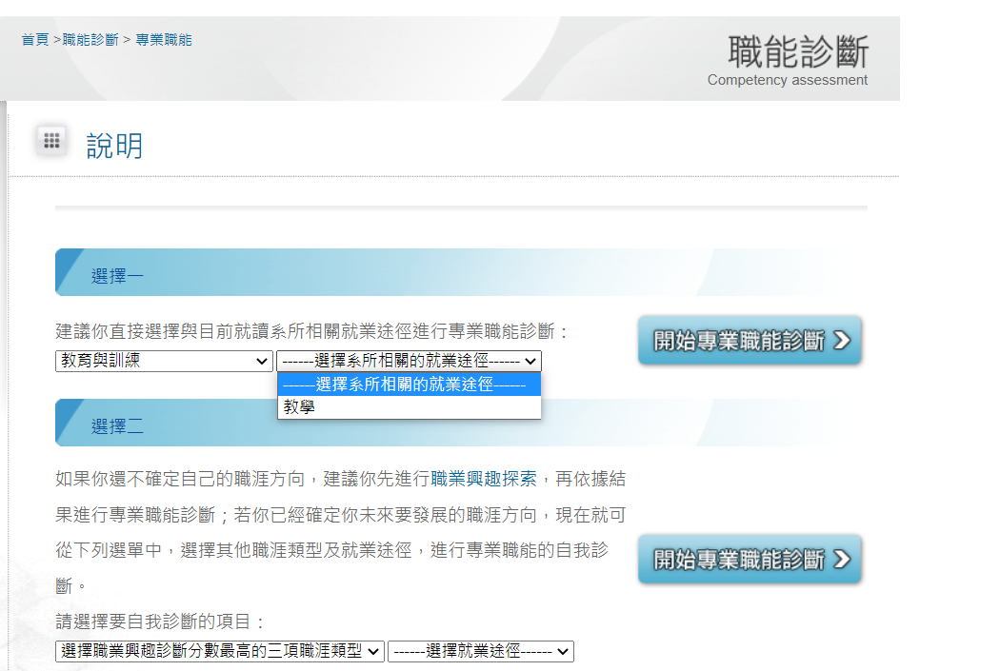 首頁 >職能診斷 > 專業職能
職能診斷
Competency assessment
說明
選擇一
建議你直接選擇與目前就讀系所相關就業途徑進行專業職能診斷：
教育與訓練
------選擇系所相關的就業途徑------
------選擇系所相關的就業途徑------
教學
開始專業職能診斷
選擇二
如果你還不確定自己的職涯方向，建議你先進行職業興趣探索，再依據結
果進行專業職能診斷；若你已經確定你未來要發展的職涯方向，現在就可
從下列選單中，選擇其他職涯類型及就業途徑，進行專業職能的自我診
斷。
開始專業職能診斷
請選擇要自我診斷的項目：
選擇職業興趣診斷分數最高的三項職涯類型
------選擇就業途徑------